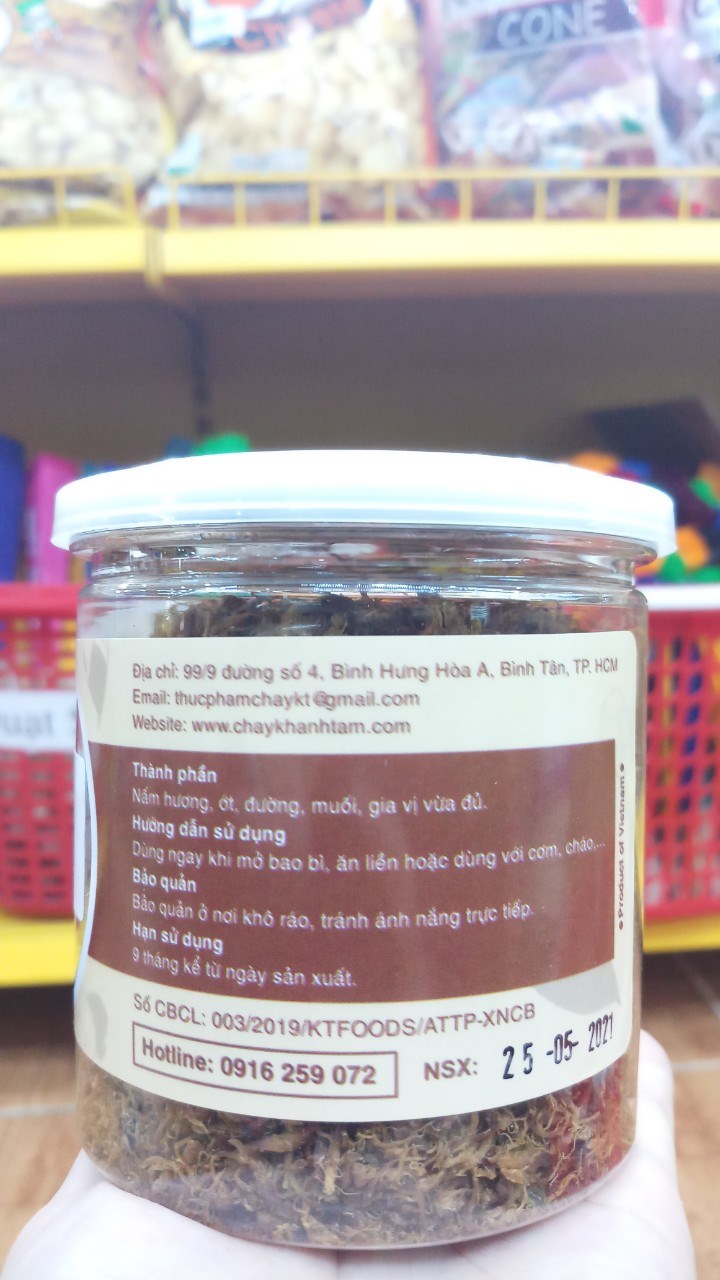 CONE
Địa chỉ: 99/9 đường số 4, Bình Hưng Hòa A, Bình Tân, TP. HCM
Email: thucphamchaykt@gmail.com
Website: www.chaykhanhtam.com
Thành phần
Nấm hương, ớt, đường, muối, gia vị vừa đủ.
Hướng dẫn sử dụng
Dùng ngay khi mở bao bì, ăn liền hoặc dùng với cơm, cháo,...
Bảo quản
Bảo quản ở nơi khô ráo, tránh ánh nắng trực tiếp.
Hạn sử dụng
9 tháng kể từ ngày sản xuất.
Số CBCL: 003/2019/KTFOODS/ATTP-XNCB
Hotline: 0916 259 072
NSX: 25-05-2021
Product of Vietnam